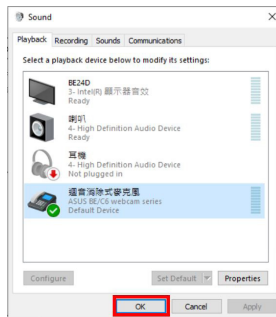 Sound
Playback Recording Sounds Communications
Select a playback device below to modify its settings:
BE24D
3- Intel(R) 顯示器音效
Ready
喇叭
4- High Definition Audio Device
Ready
耳機
4- High Definition Audio Device
Not plugged in
迴音消除式麥克風
ASUS BE/C6 webcam series
Default Device
Configure Set Default Properties
OK Cancel Apply